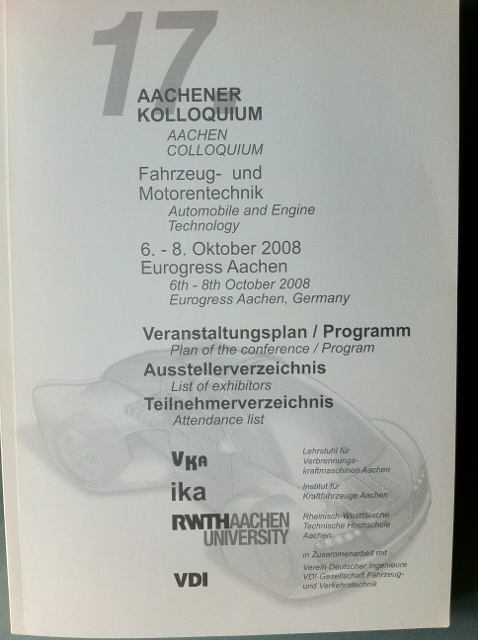 17.
AACHENER
KOLLOQUIUM
AACHEN
COLLOQUIUM
Fahrzeug- und
Motorentechnik
Automobile and Engine
Technology
6. - 8. Oktober 2008
Eurogress Aachen
6th - 8th October 2008
Eurogress Aachen, Germany
Veranstaltungsplan / Programm
Plan of the conference / Program
Ausstellerverzeichnis
List of exhibitors
Teilnehmerverzeichnis
Attendance list
VKA
Lehrstuhl für
Verbrennungs-
kraftmaschinen Aachen
ika
Institut für
Kraftfahrzeuge Aachen
RWTHAACHEN
UNIVERSITY
Rheinisch-Westfälische
Technische Hochschule
Aachen
in Zusammenarbeit mit
VDI
Verein Deutscher Ingenieure
VDI-Gesellschaft Fahrzeug-
und Verkehrstechnik